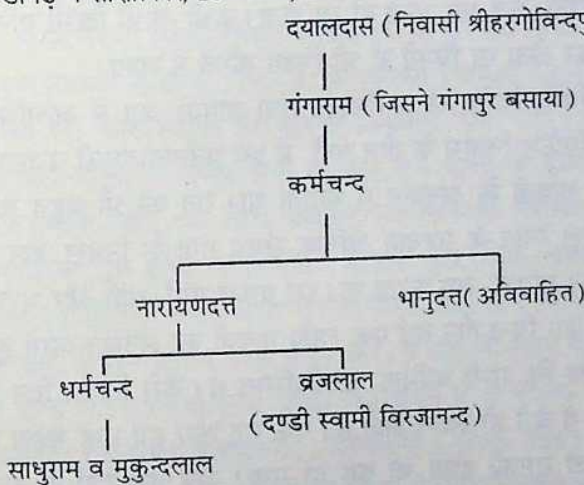 दयालदास ( निवासी श्रीहरगोविन्दपु
गंगाराम ( जिसने गंगापुर बसाया )
कर्मचन्द
नारायणदत्त भानुदत्त( अविवाहित )
धर्मचन्द व्रजलाल
(दण्डी स्वामी विरजानन्द )
साधुराम व मुकुन्दलाल